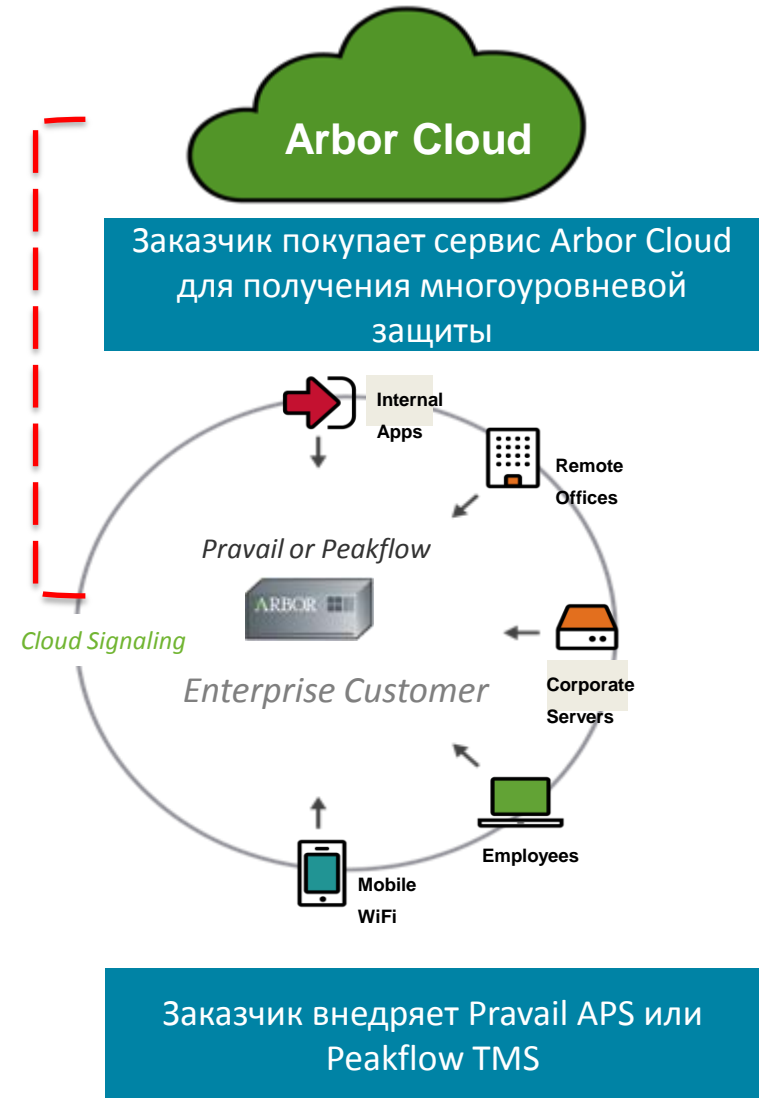 Arbor Cloud
Заказчик покупает сервис Arbor Cloud
для получения многоуровневой
защиты
Internal
Apps
Remote
Offices
Pravail or Peakflow
ARBOR
Cloud Signaling
Enterprise Customer
Corporate
Servers
Employees
Mobile
WiFi
Заказчик внедряет Pravail APS или
Peakflow TMS